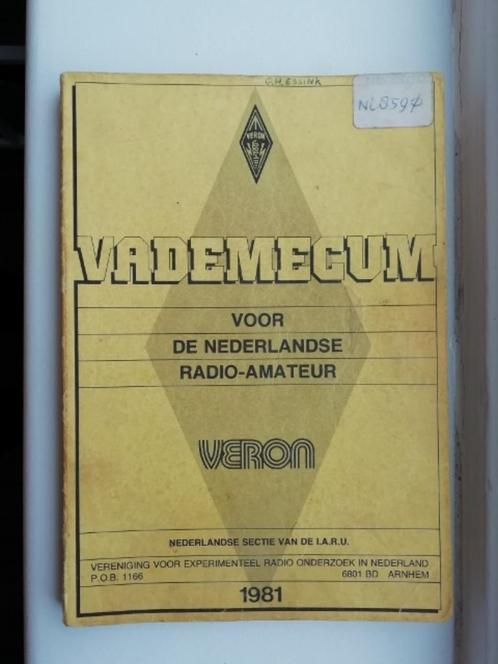 G.H. ESSINK
NL8594
VERON
VADEMECUM
VOOR
DE NEDERLANDSE
RADIO-AMATEUR
VERON
NEDERLANDSE SECTIE VAN DE I.A.R.U.
VERENIGING VOOR EXPERIMENTEEL RADIO ONDERZOEK IN NEDERLAND
P.O.B. 1166 6801 BD ARNHEM
1981